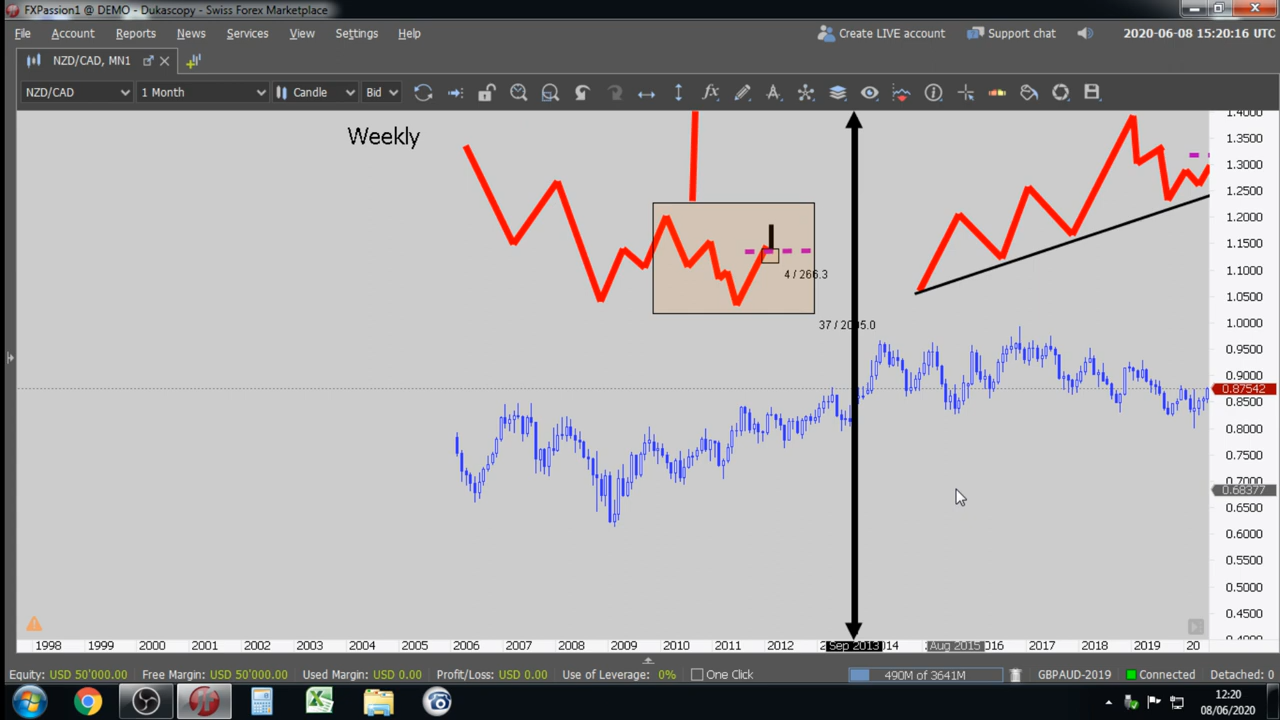 FXPassion1 @ DEMO - Dukascopy - Swiss Forex Marketplace
File Account Reports News Services View Settings Help
Create LIVE account Support chat 2020-06-08 15:20:16 UTC
NZD/CAD, MN1
NZD/CAD 1 Month Candle Bid
Weekly
4 / 266.3
1.4000
1.3500
1.3000
1.2500
1.2000
1.1500
1.1000
1.0500
1.0000
0.9500
0.9000
0.87542
0.8500
0.8000
0.7500
0.7000
0.68377
0.6500
0.6000
0.5500
0.5000
0.4500
1998 1999 2000 2001 2002 2003 2004 2005 2006 2007 2008 2009 2010 2011 2012 Sep 2013 Aug 2015 2017 2018 2019 20
Equity: USD 50'000.00 Free Margin: USD 50'000.00 Used Margin: USD 0.00 Profit/Loss: USD 0.00 Use of Leverage: 0% One Click 490M of 3641M GBPAUD-2019 Connected Detached: 0
12:20
08/06/2020